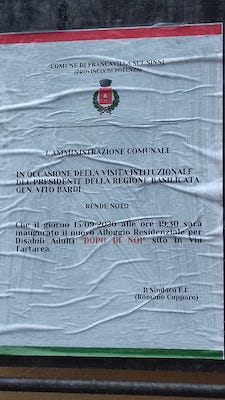 COMUNE DI FRANCAVILLA SUL SINNI
(PROVINCIA DI POTENZA)
L'AMMINISTRAZIONE COMUNALE
IN OCCASIONE DELLA VISITA ISTITUZIONALE
DEL PRESIDENTE DELLA REGIONE BASILICATA
GEN. VITO BARDI
RENDE NOTO
Che il giorno 15/09/2020 alle ore 19:30 sarà
inaugurato il nuovo Alloggio Residenziale per
Disabili Adulti "DOPO DI NOI" sito in Via
Tartarea.
Il Sindaco F.F.
(Romano Cupparo)